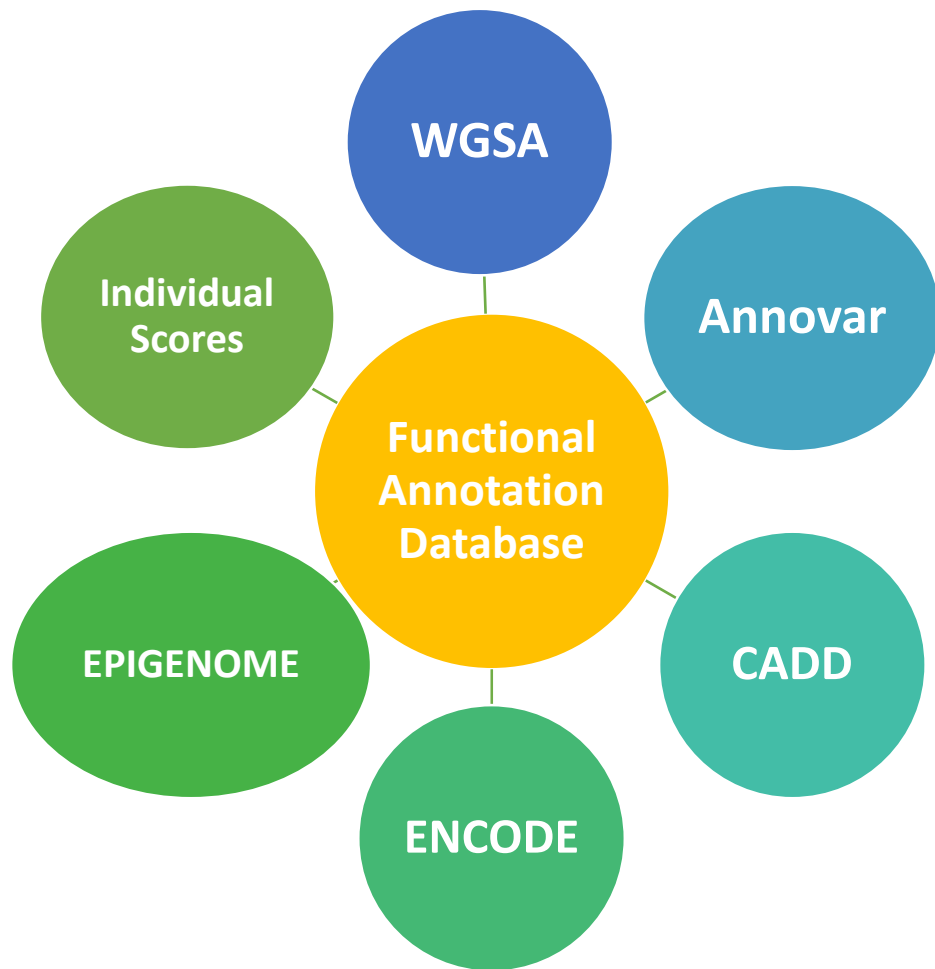 WGSA
Individual
Scores
Annovar
Functional
Annotation
Database
EPIGENOME
CADD
ENCODE